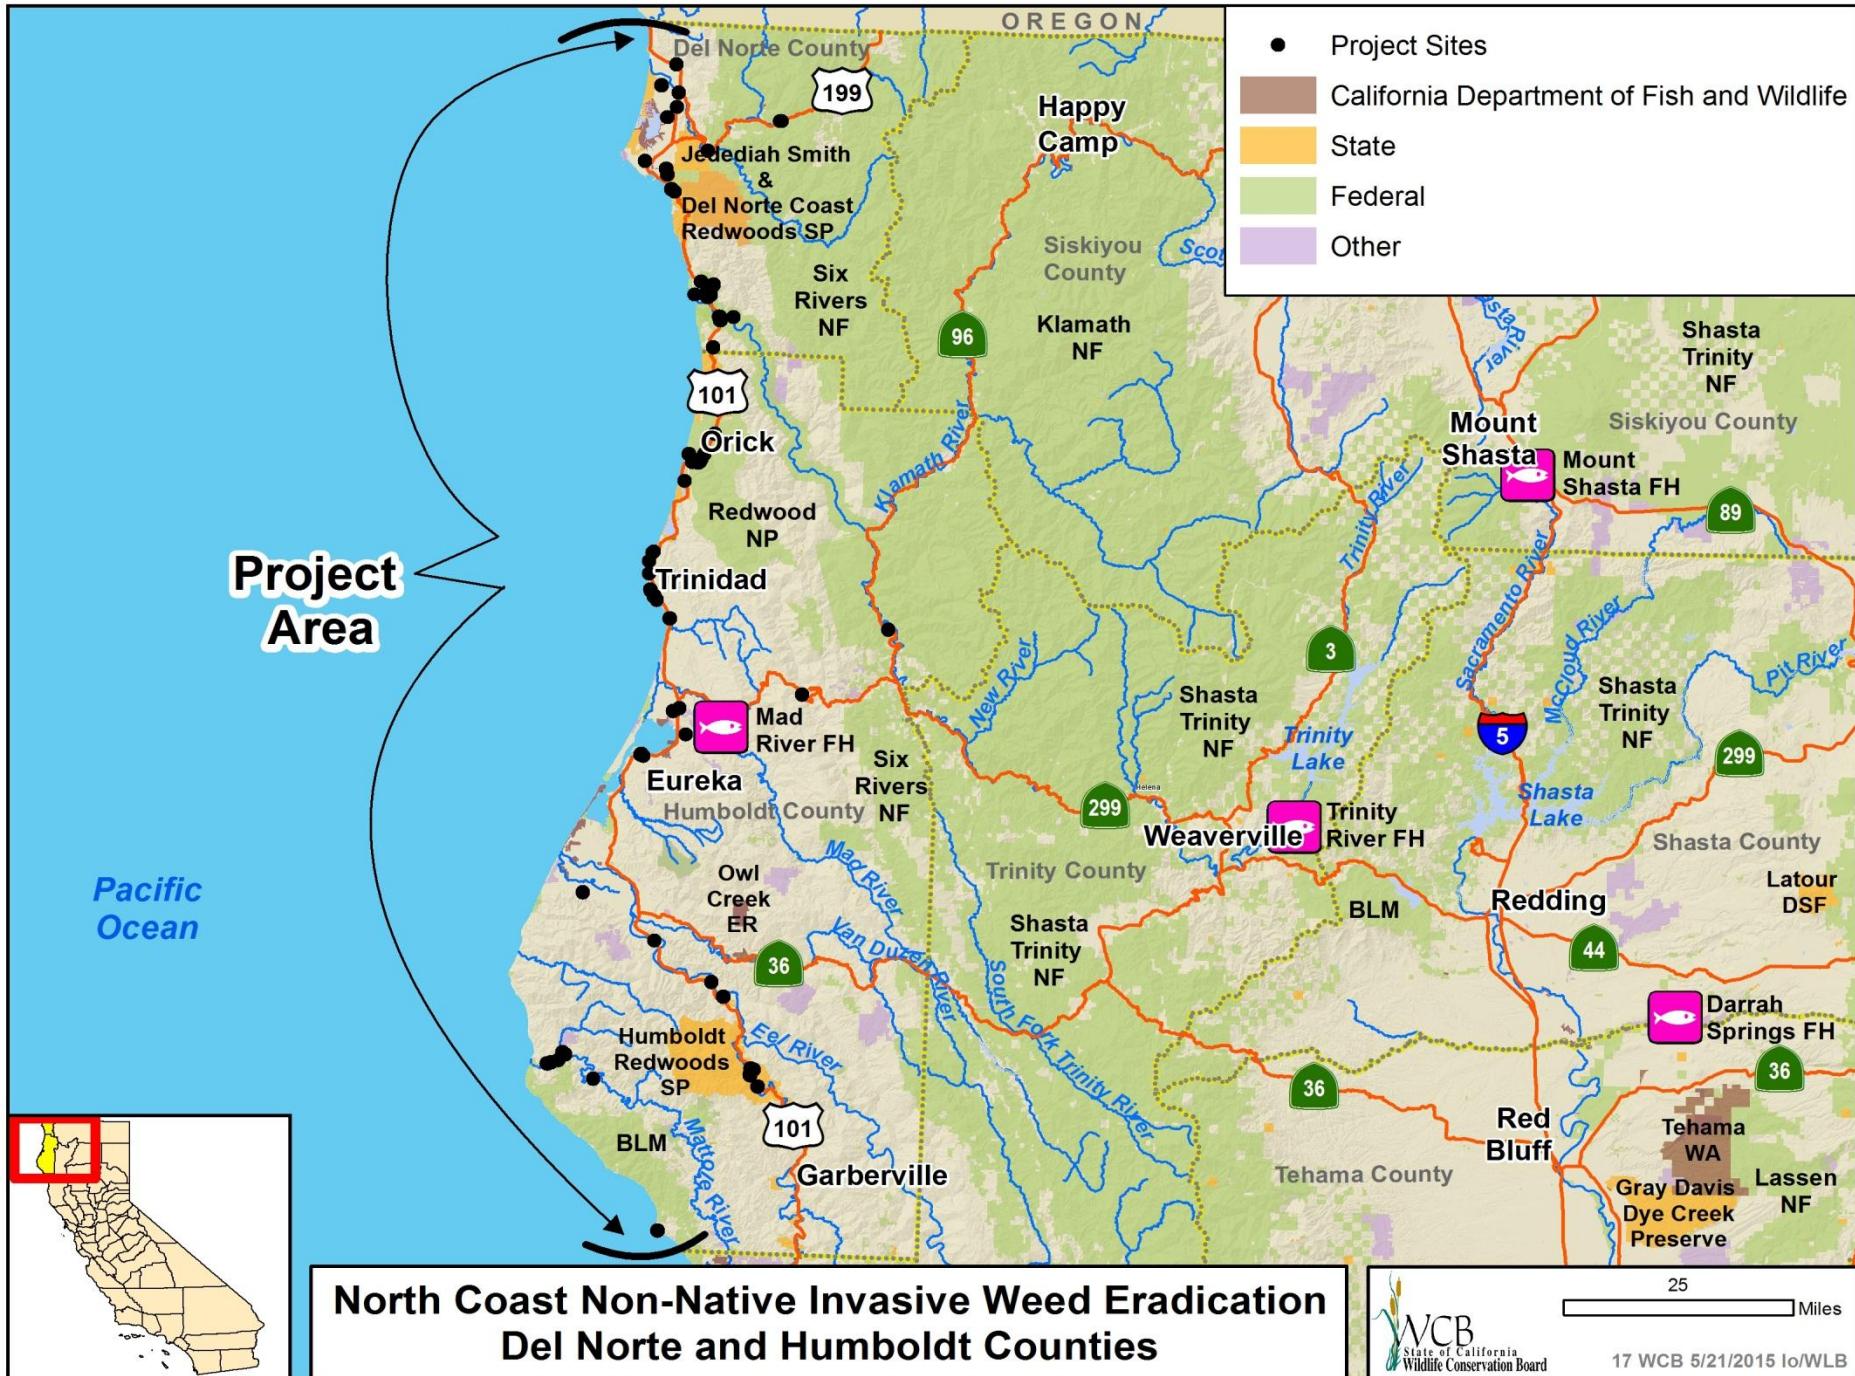 OREGON
Del Norte County
199
Happy
Camp
Jedediah Smith
&
Del Norte Coast
Redwoods SP
Six
Rivers
NF
Siskiyou
County
Klamath
NF
96
101
Orick
Klamath River
Redwood
NP
Trinidad
Project
Area
Project Sites
California Department of Fish and Wildlife
State
Federal
Other
Shasta
Trinity
NF
Siskiyou County
Mount
Shasta
Mount
Shasta FH
89
River
Trinity River
3
Sacramento River
McCloud River
Pit River
Shasta
Trinity
NF
5
299
Shasta
Lake
Shasta County
New River
Shasta
Trinity
NF
Trinity
Lake
Mad
River FH
Eureka
Humboldt County
Six
Rivers
NF
299
Helena
Weaverville
Trinity
River FH
Trinity County
Pacific
Ocean
Owl
Creek
ER
Mad River
Van Duzen River
36
Shasta
Trinity
NF
South Fork Trinity River
BLM
Redding
44
Latour
DSF
Darrah
Springs FH
36
36
Humboldt
Redwoods
SP
Eel River
101
BLM
Mattole River
Garberville
Tehama County
Red
Bluff
Tehama
WA
Lassen
NF
Gray Davis
Dye Creek
Preserve
North Coast Non-Native Invasive Weed Eradication
Del Norte and Humboldt Counties
WCB
State of California
Wildlife Conservation Board
25
Miles
17 WCB 5/21/2015 lo/WLB